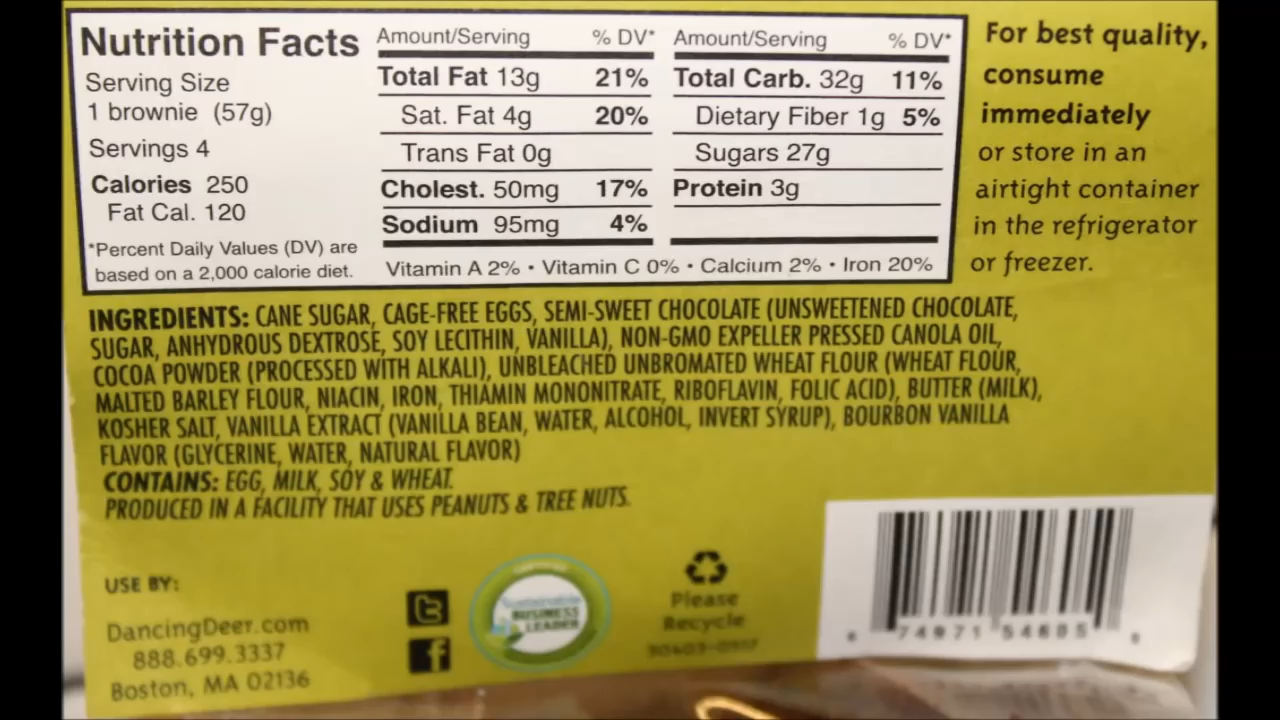 Nutrition Facts
Serving Size
1 brownie (57g)
Servings 4
Calories 250
Fat Cal. 120
*Percent Daily Values (DV) are
based on a 2,000 calorie diet.
Amount/Serving % DV*
Total Fat 13g 21%
Sat. Fat 4g 20%
Trans Fat 0g
Cholest. 50mg 17%
Sodium 95mg 4%
Amount/Serving % DV*
Total Carb. 32g 11%
Dietary Fiber 1g 5%
Sugars 27g
Protein 3g
Vitamin A 2% • Vitamin C 0% • Calcium 2% • Iron 20%
For best quality,
consume
immediately
or store in an
airtight container
in the refrigerator
or freezer.
INGREDIENTS: CANE SUGAR, CAGE-FREE EGGS, SEMI-SWEET CHOCOLATE (UNSWEETENED CHOCOLATE,
SUGAR, ANHYDROUS DEXTROSE, SOY LECITHIN, VANILLA), NON-GMO EXPELLER PRESSED CANOLA OIL,
COCOA POWDER (PROCESSED WITH ALKALI), UNBLEACHED UNBROMATED WHEAT FLOUR (WHEAT FLOUR,
MALTED BARLEY FLOUR, NIACIN, IRON, THIAMIN MONONITRATE, RIBOFLAVIN, FOLIC ACID), BUTTER (MILK),
KOSHER SALT, VANILLA EXTRACT (VANILLA BEAN, WATER, ALCOHOL, INVERT SYRUP), BOURBON VANILLA
FLAVOR (GLYCERINE, WATER, NATURAL FLAVOR)
CONTAINS: EGG, MILK, SOY & WHEAT.
PRODUCED IN A FACILITY THAT USES PEANUTS & TREE NUTS.
USE BY:
DancingDeer.com
888.699.3337
Boston, MA 02136
Sustainable
BUSINESS
LEADER
Please
Recycle